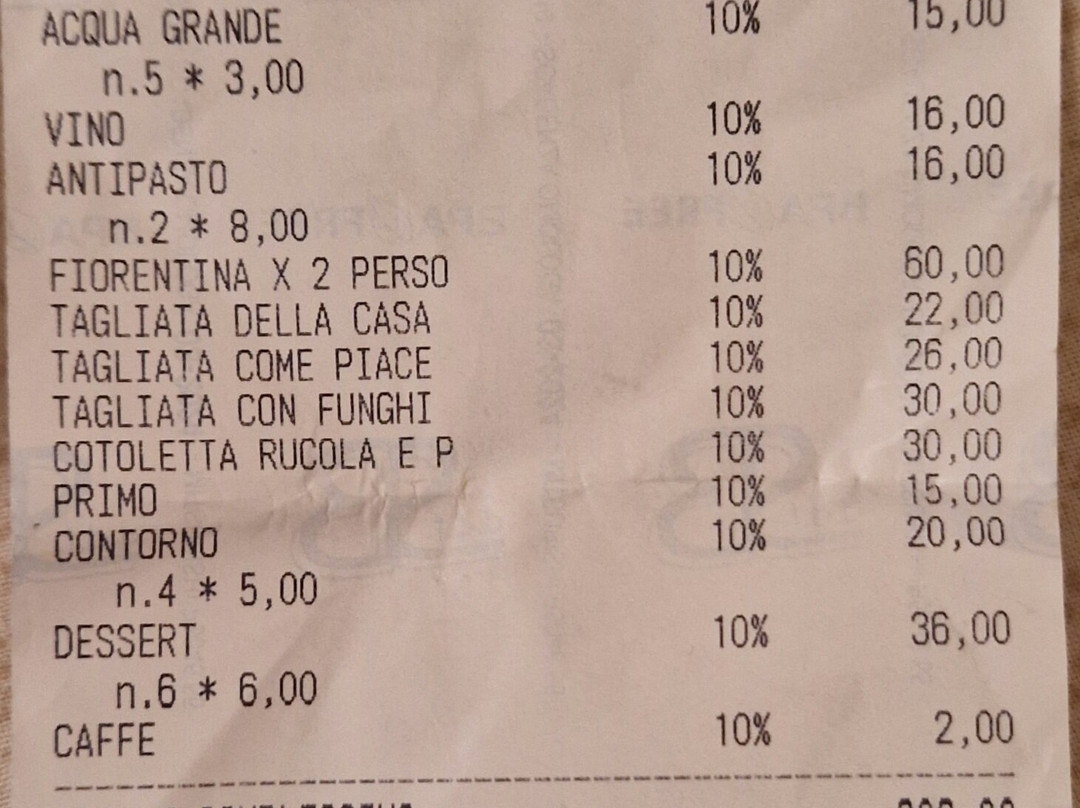 ACQUA GRANDE 10% 15,00
n.5 * 3,00
VINO 10% 16,00
ANTIPASTO 10% 16,00
n.2 * 8,00
FIORENTINA X 2 PERSO 10% 60,00
TAGLIATA DELLA CASA 10% 22,00
TAGLIATA COME PIACE 10% 26,00
TAGLIATA CON FUNGHI 10% 30,00
COTOLETTA RUCOLA E P 10% 30,00
PRIMO 10% 15,00
CONTORNO 10% 20,00
n.4 * 5,00
DESSERT 10% 36,00
n.6 * 6,00
CAFFE 10% 2,00